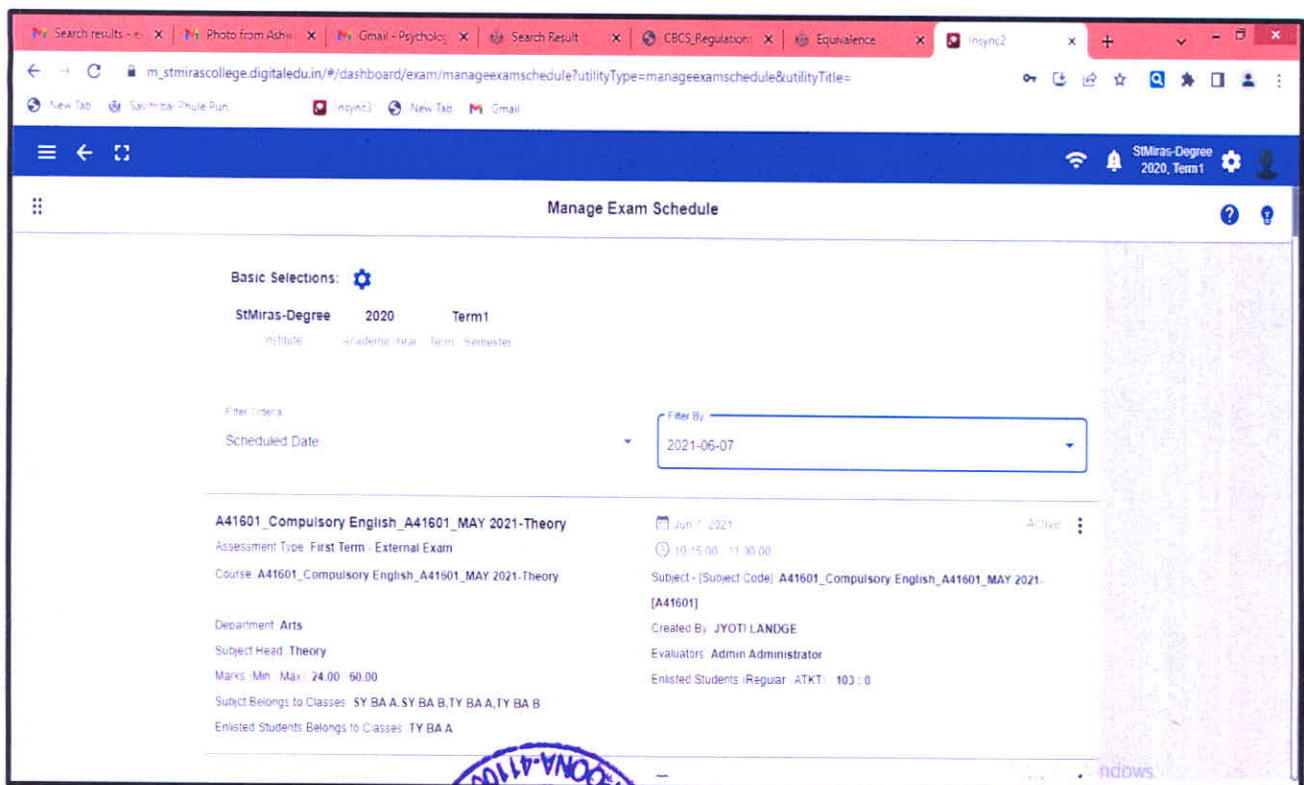 Search results - e
Photo from Ashw
Gmail - Psycholog
Search Result
CBCS_Regulation
Equivalence
Insync2
m_stmirascollege.digitaledu.in/#/dashboard/exam/manageexamschedule?utilityType=manageexamschedule&utilityTitle=
New Tab
Savitribai Phule Pun
Insync3
New Tab
Gmail
StMiras-Degree
2020, Term1
Manage Exam Schedule
Basic Selections:
StMiras-Degree 2020 Term1
Institute Academic Year Term Semester
Filter Criteria
Scheduled Date
Filter By
2021-06-07
A41601_Compulsory English_A41601_MAY 2021-Theory
Assessment Type First Term - External Exam
Course A41601_Compulsory English_A41601_MAY 2021-Theory
Department Arts
Subject Head Theory
Marks (Min Max) 24.00 60.00
Subjct Belongs to Classes SY BA A,SY BA B,TY BA A,TY BA B
Enlisted Students Belongs to Classes TY BA A
Jun 7, 2021
10:15:00 - 11:00:00
Active
Subject - [Subject Code] A41601_Compulsory English_A41601_MAY 2021-
[A41601]
Created By JYOTI LANDGE
Evaluators Admin Administrator
Enlisted Students (Regular ATKT) 103 : 0
ndows